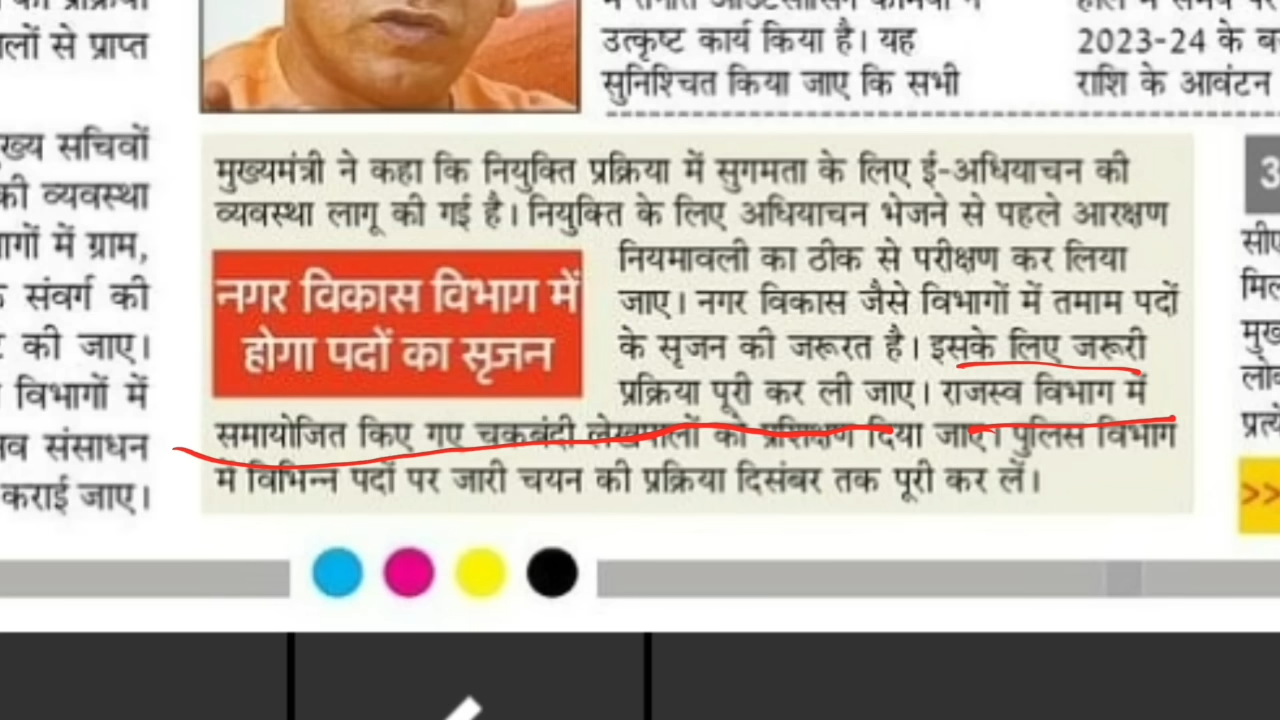 लों से प्राप्त
ख्य सचिवों
की व्यवस्था
गों में ग्राम,
संवर्ग की
की जाए।
विभागों में
व संसाधन
कराई जाए।
उत्कृष्ट कार्य किया है। यह
सुनिश्चित किया जाए कि सभी
2023-24 के ब
राशि के आवंटन
मुख्यमंत्री ने कहा कि नियुक्ति प्रक्रिया में सुगमता के लिए ई-अधियाचन की
व्यवस्था लागू की गई है। नियुक्ति के लिए अधियाचन भेजने से पहले आरक्षण
नियमावली का ठीक से परीक्षण कर लिया
जाए। नगर विकास जैसे विभागों में तमाम पदों
के सृजन की जरूरत है। इसके लिए जरूरी
प्रक्रिया पूरी कर ली जाए। राजस्व विभाग में
समायोजित किए गए चकबंदी लेखपालों को प्रशिक्षण दिया जाए। पुलिस विभाग
में विभिन्न पदों पर जारी चयन की प्रक्रिया दिसंबर तक पूरी कर लें।
नगर विकास विभाग में
होगा पदों का सृजन
सीए
मिल
मुख
लोव
प्रत्ये
>>